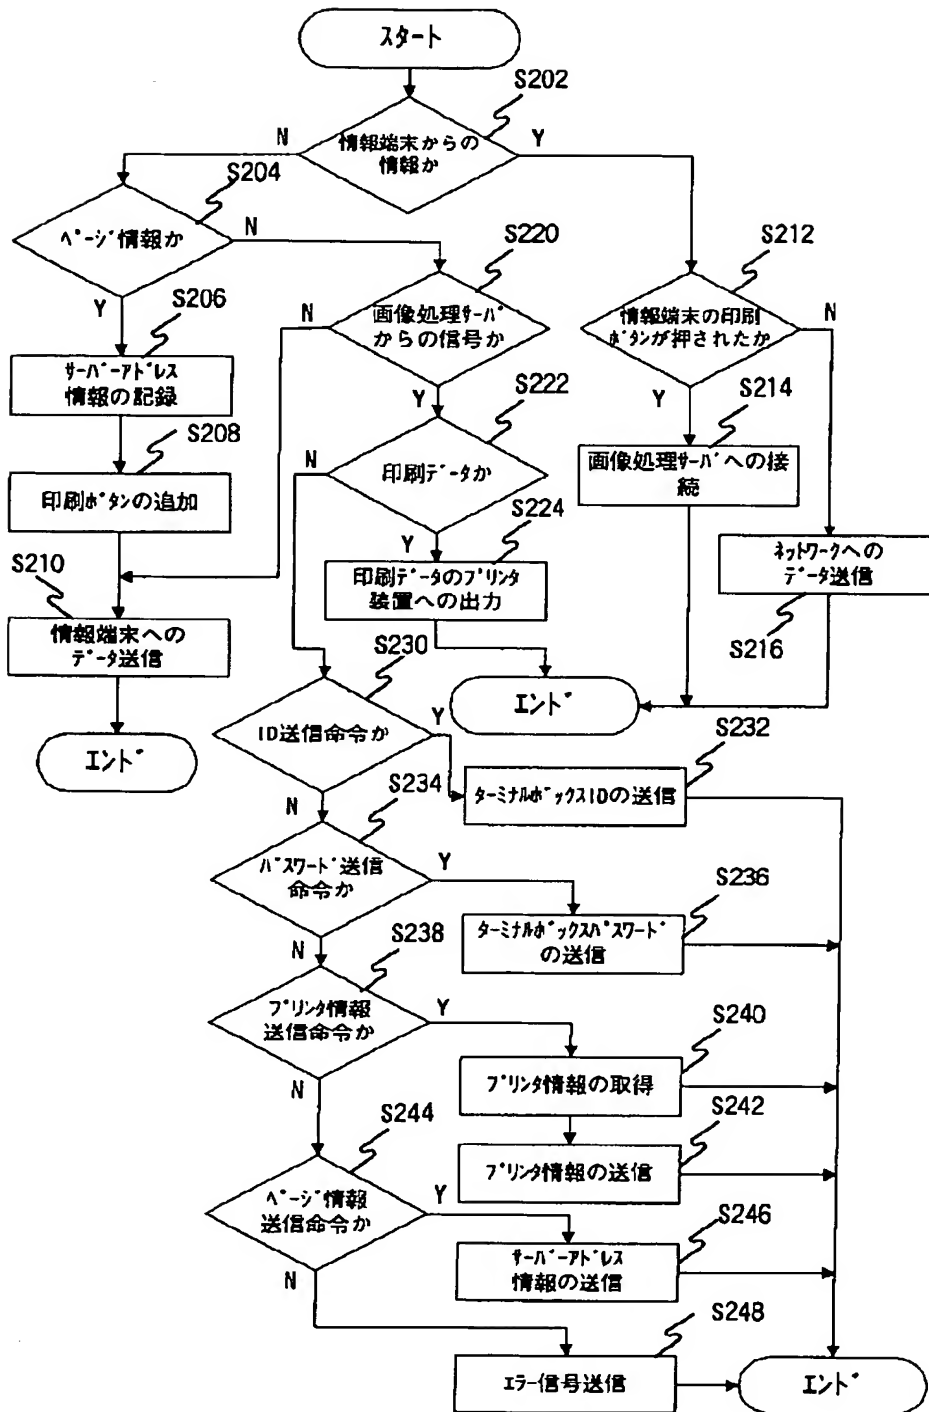 スタート
S202
N
情報端末からの
情報か
Y
S204
ページ情報か
N
Y
S206
サーバーアドレス
情報の記録
S208
印刷ボタンの追加
S210
情報端末への
データ送信
エンド
S220
N
画像処理サーバ
からの信号か
Y
S222
N
印刷データか
Y
S224
印刷データのプリンタ
装置への出力
エンド
S212
情報端末の印刷
ボタンが押されたか
N
Y
S214
画像処理サーバへの接
続
ネットワークへの
データ送信
S216
S230
ID送信命令か
Y
N
S232
ターミナルボックスIDの送信
S234
パスワード送信
命令か
Y
N
S236
ターミナルボックスパスワード
の送信
S238
プリンタ情報
送信命令か
Y
N
S240
プリンタ情報の取得
S242
プリンタ情報の送信
S244
ページ情報
送信命令か
Y
N
S246
サーバーアドレス
情報の送信
S248
エラー信号送信
エンド